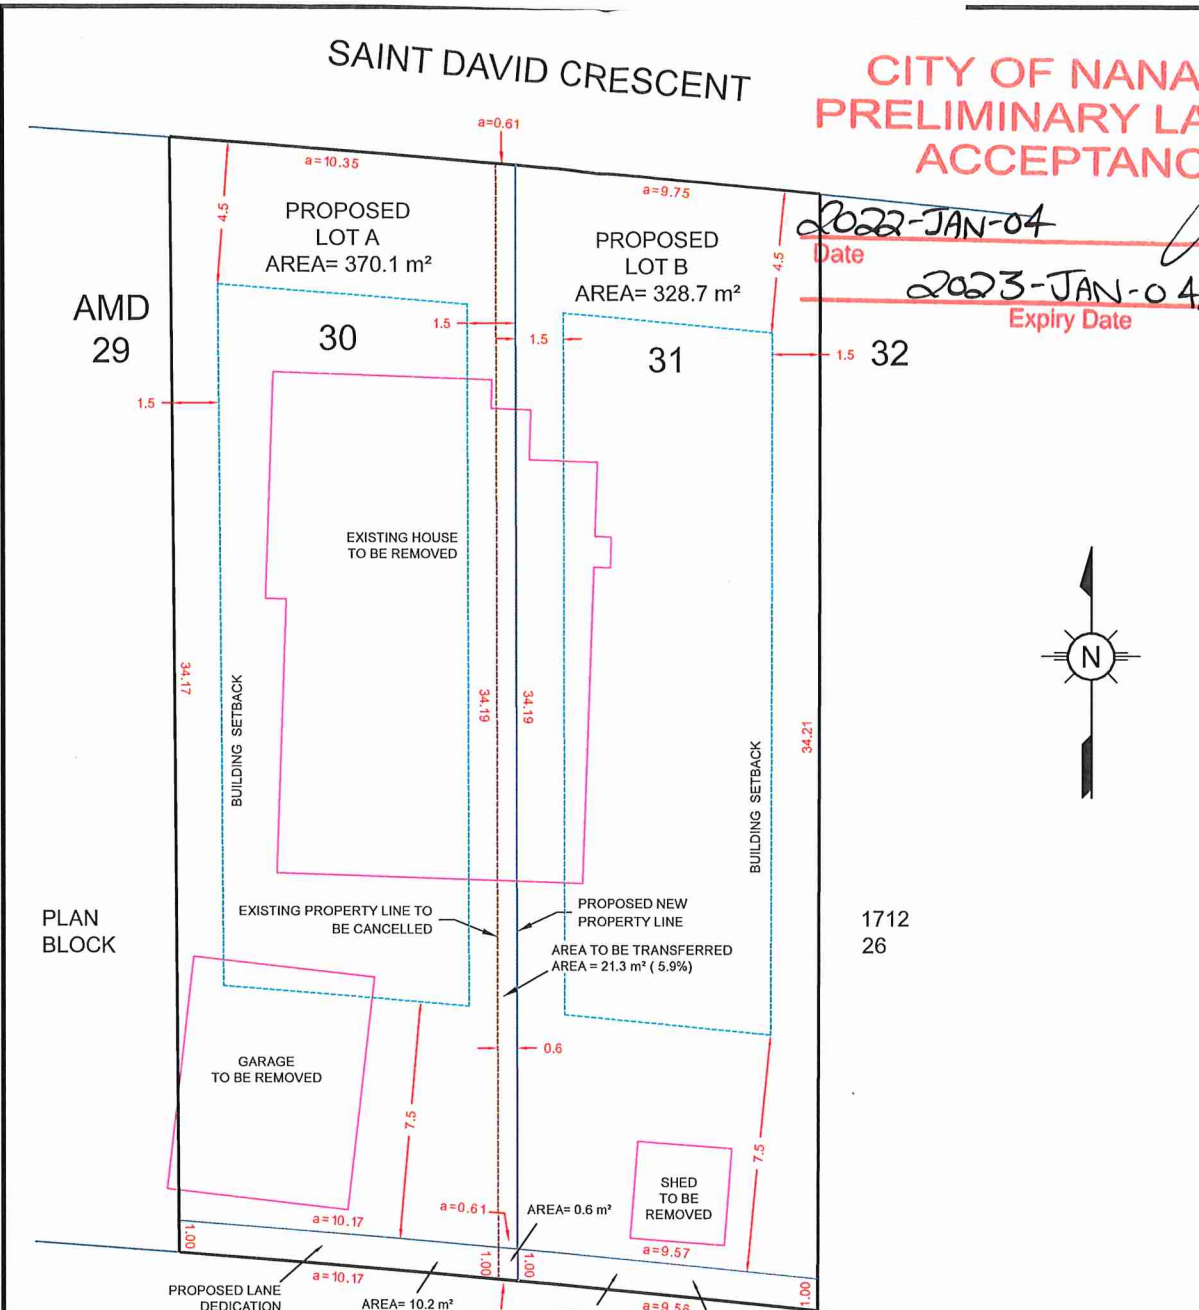 SAINT DAVID CRESCENT
CITY OF NANA
PRELIMINARY LA
ACCEPTANC
2022-JAN-04
Date
2023-JAN-04
Expiry Date
a=0.61
a=10.35
a=9.75
4.5
4.5
PROPOSED
LOT A
AREA= 370.1 m²
PROPOSED
LOT B
AREA= 328.7 m²
AMD
29
30
31
32
1.5
1.5
1.5
1.5
EXISTING HOUSE
TO BE REMOVED
N
34.17
34.19
34.19
34.21
BUILDING SETBACK
BUILDING SETBACK
PLAN
BLOCK
1712
26
EXISTING PROPERTY LINE TO
BE CANCELLED
PROPOSED NEW
PROPERTY LINE
AREA TO BE TRANSFERRED
AREA = 21.3 m² ( 5.9%)
0.6
GARAGE
TO BE REMOVED
7.5
7.5
SHED
TO BE
REMOVED
a=0.61
AREA= 0.6 m²
a=10.17
a=9.57
1.00
1.00
1.00
1.00
a=10.17
PROPOSED LANE
DEDICATION
AREA= 10.2 m²
a=9.56